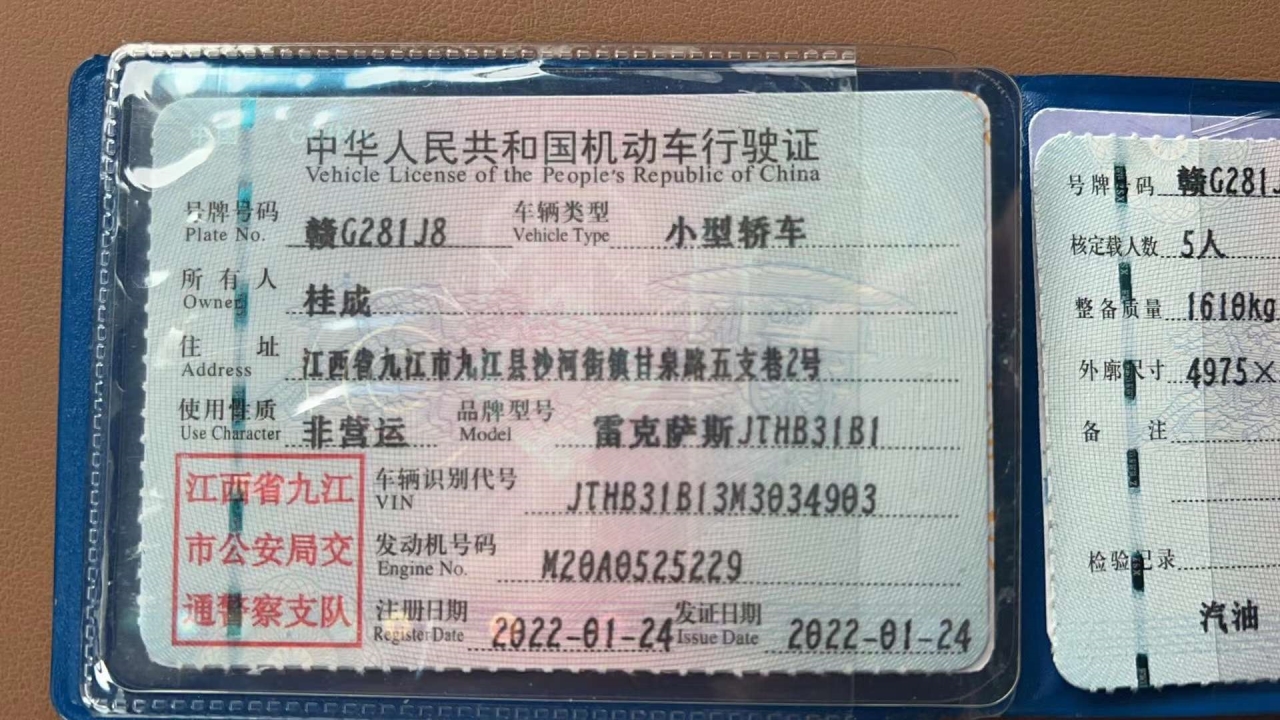 中华人民共和国机动车行驶证
Vehicle License of the People's Republic of China
号牌号码 赣G281J8 车辆类型 小型轿车
Plate No. Vehicle Type
所有人 桂成
Owner
住址 江西省九江市九江县沙河街镇甘泉路五支巷2号
Address
使用性质 非营运 品牌型号 雷克萨斯JTHB31B1
Use Character Model
江西省九江
市公安局交
通警察支队
车辆识别代号 JTHB31B13M3034903
VIN
发动机号码 M20A0525229
Engine No.
注册日期 2022-01-24 发证日期 2022-01-24
Register Date Issue Date
号牌号码 赣G281J
核定载人数 5人
整备质量 1610kg
外廓尺寸 4975×
备注
检验记录
汽油